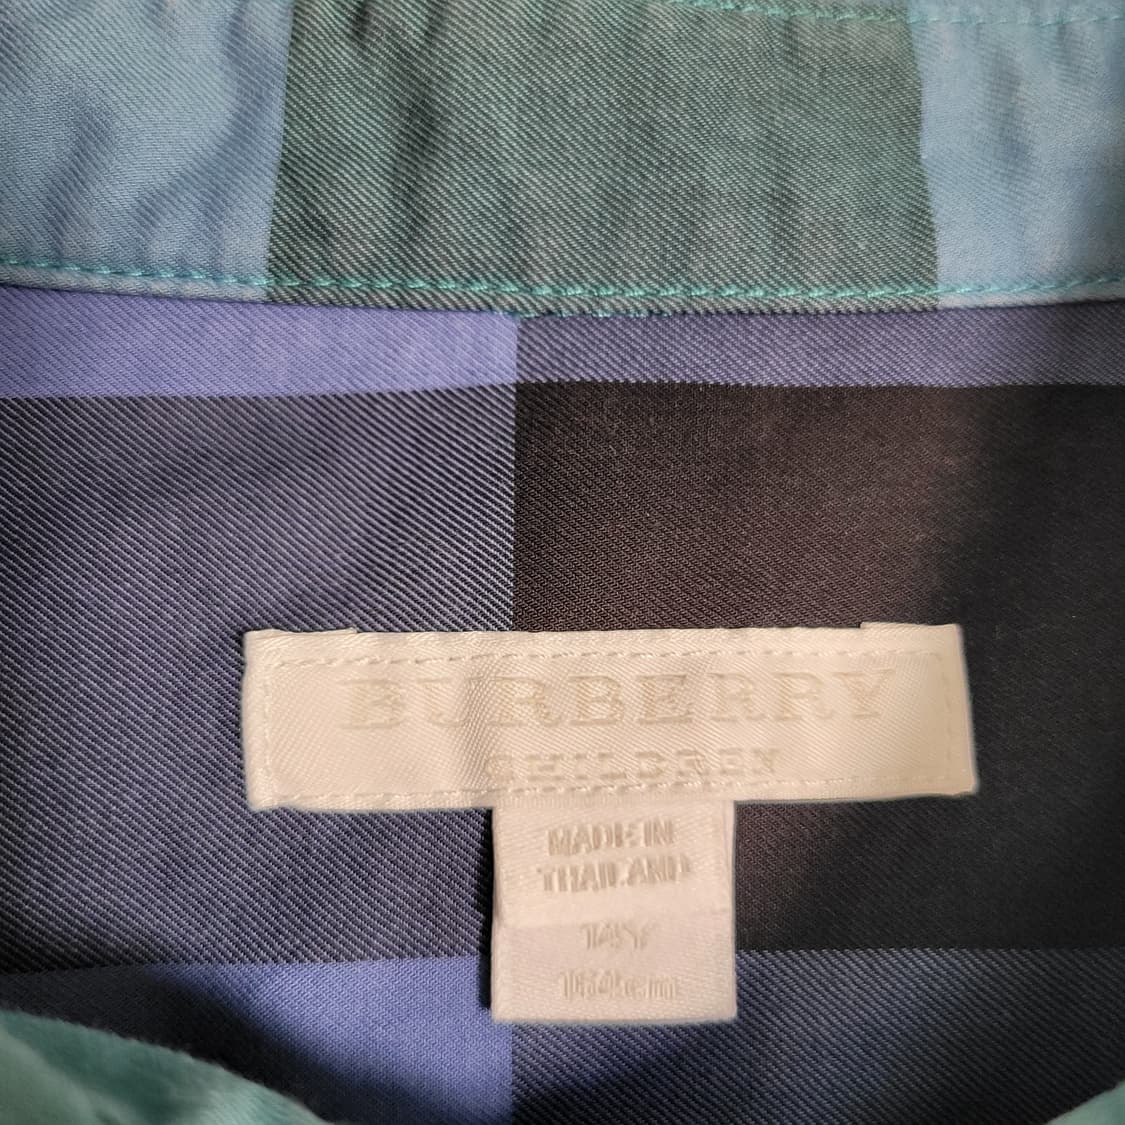 BURBERRY
CHILDREN
MADE IN
THAILAND
14Y
164cm